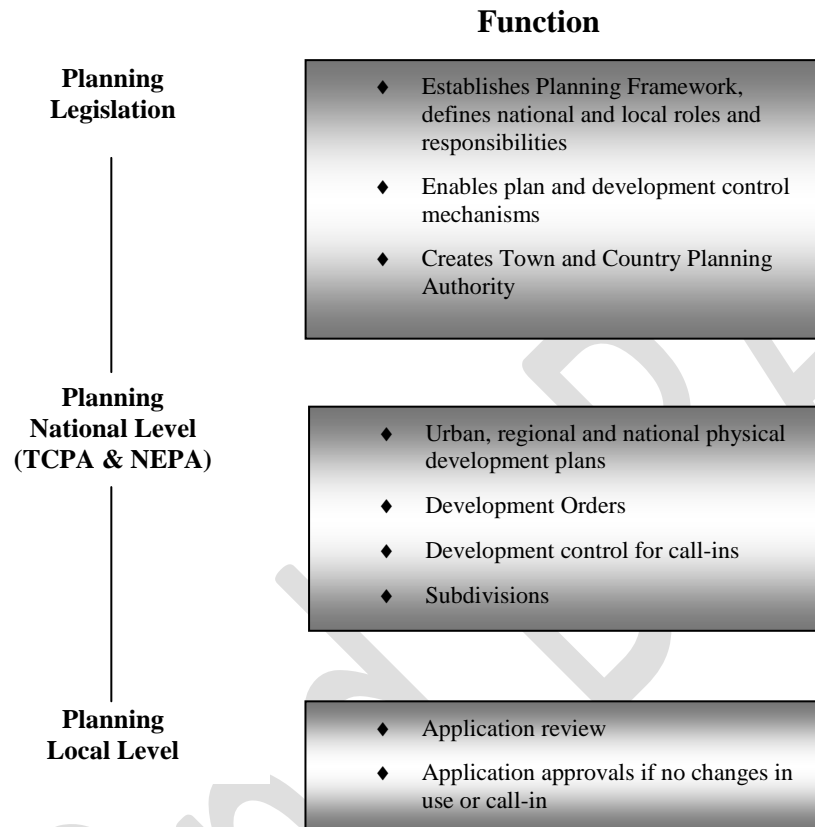 Function
Planning
Legislation
♦ Establishes Planning Framework,
defines national and local roles and
responsibilities
♦ Enables plan and development control
mechanisms
♦ Creates Town and Country Planning
Authority
Planning
National Level
(TCPA & NEPA)
♦ Urban, regional and national physical
development plans
♦ Development Orders
♦ Development control for call-ins
♦ Subdivisions
Planning
Local Level
♦ Application review
♦ Application approvals if no changes in
use or call-in